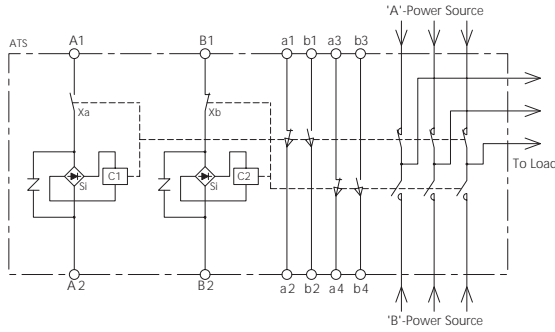 'A'-Power Source
ATS
A1 B1 a1 b1 a3 b3
Xa Xb
C1 C2
Si Si
To Load
A2 B2 a2 b2 a4 b4
'B'-Power Source